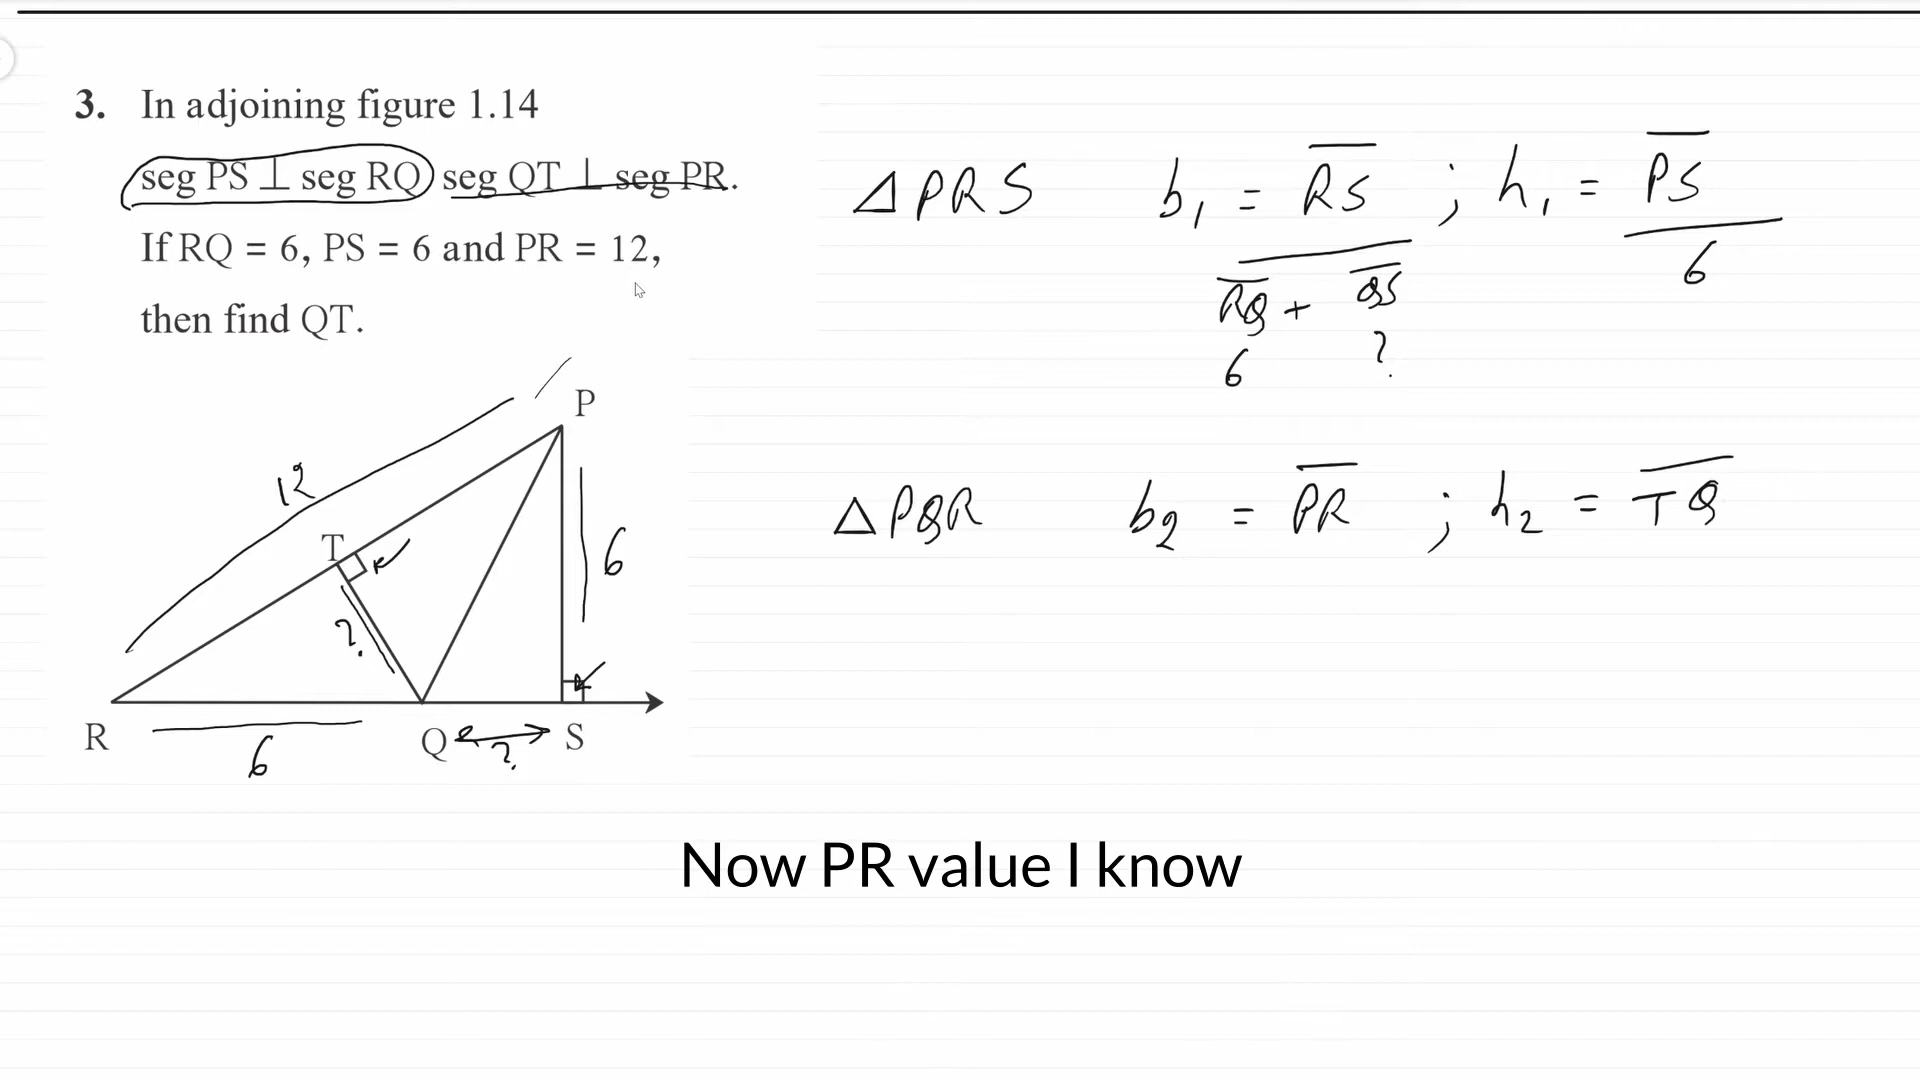 3. In adjoining figure 1.14
seg PS ⊥ seg RQ seg QT ⊥ seg PR.
If RQ = 6, PS = 6 and PR = 12,
then find QT.
P
12
T
6
?
R
Q
S
6
?
△PRS b₁ = RS ; h₁ = PS
RQ + QS
6
6 ?
△PQR b₂ = PR ; h₂ = TQ
Now PR value I know